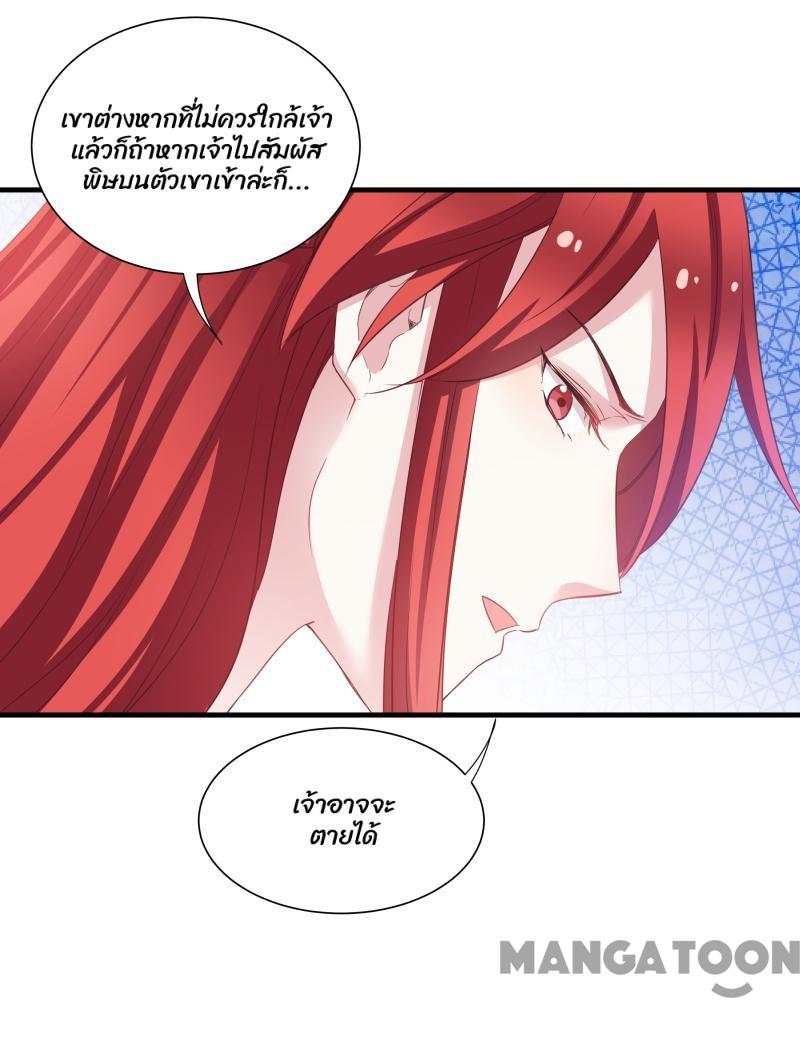 เขาต่างหากที่ไม่ควรใกล้เจ้า
แล้วก็ถ้าหากเจ้าไปสัมผัส
พิษบนตัวเขาเข้าล่ะก็...
เจ้าอาจจะ
ตายได้
MANGATOON